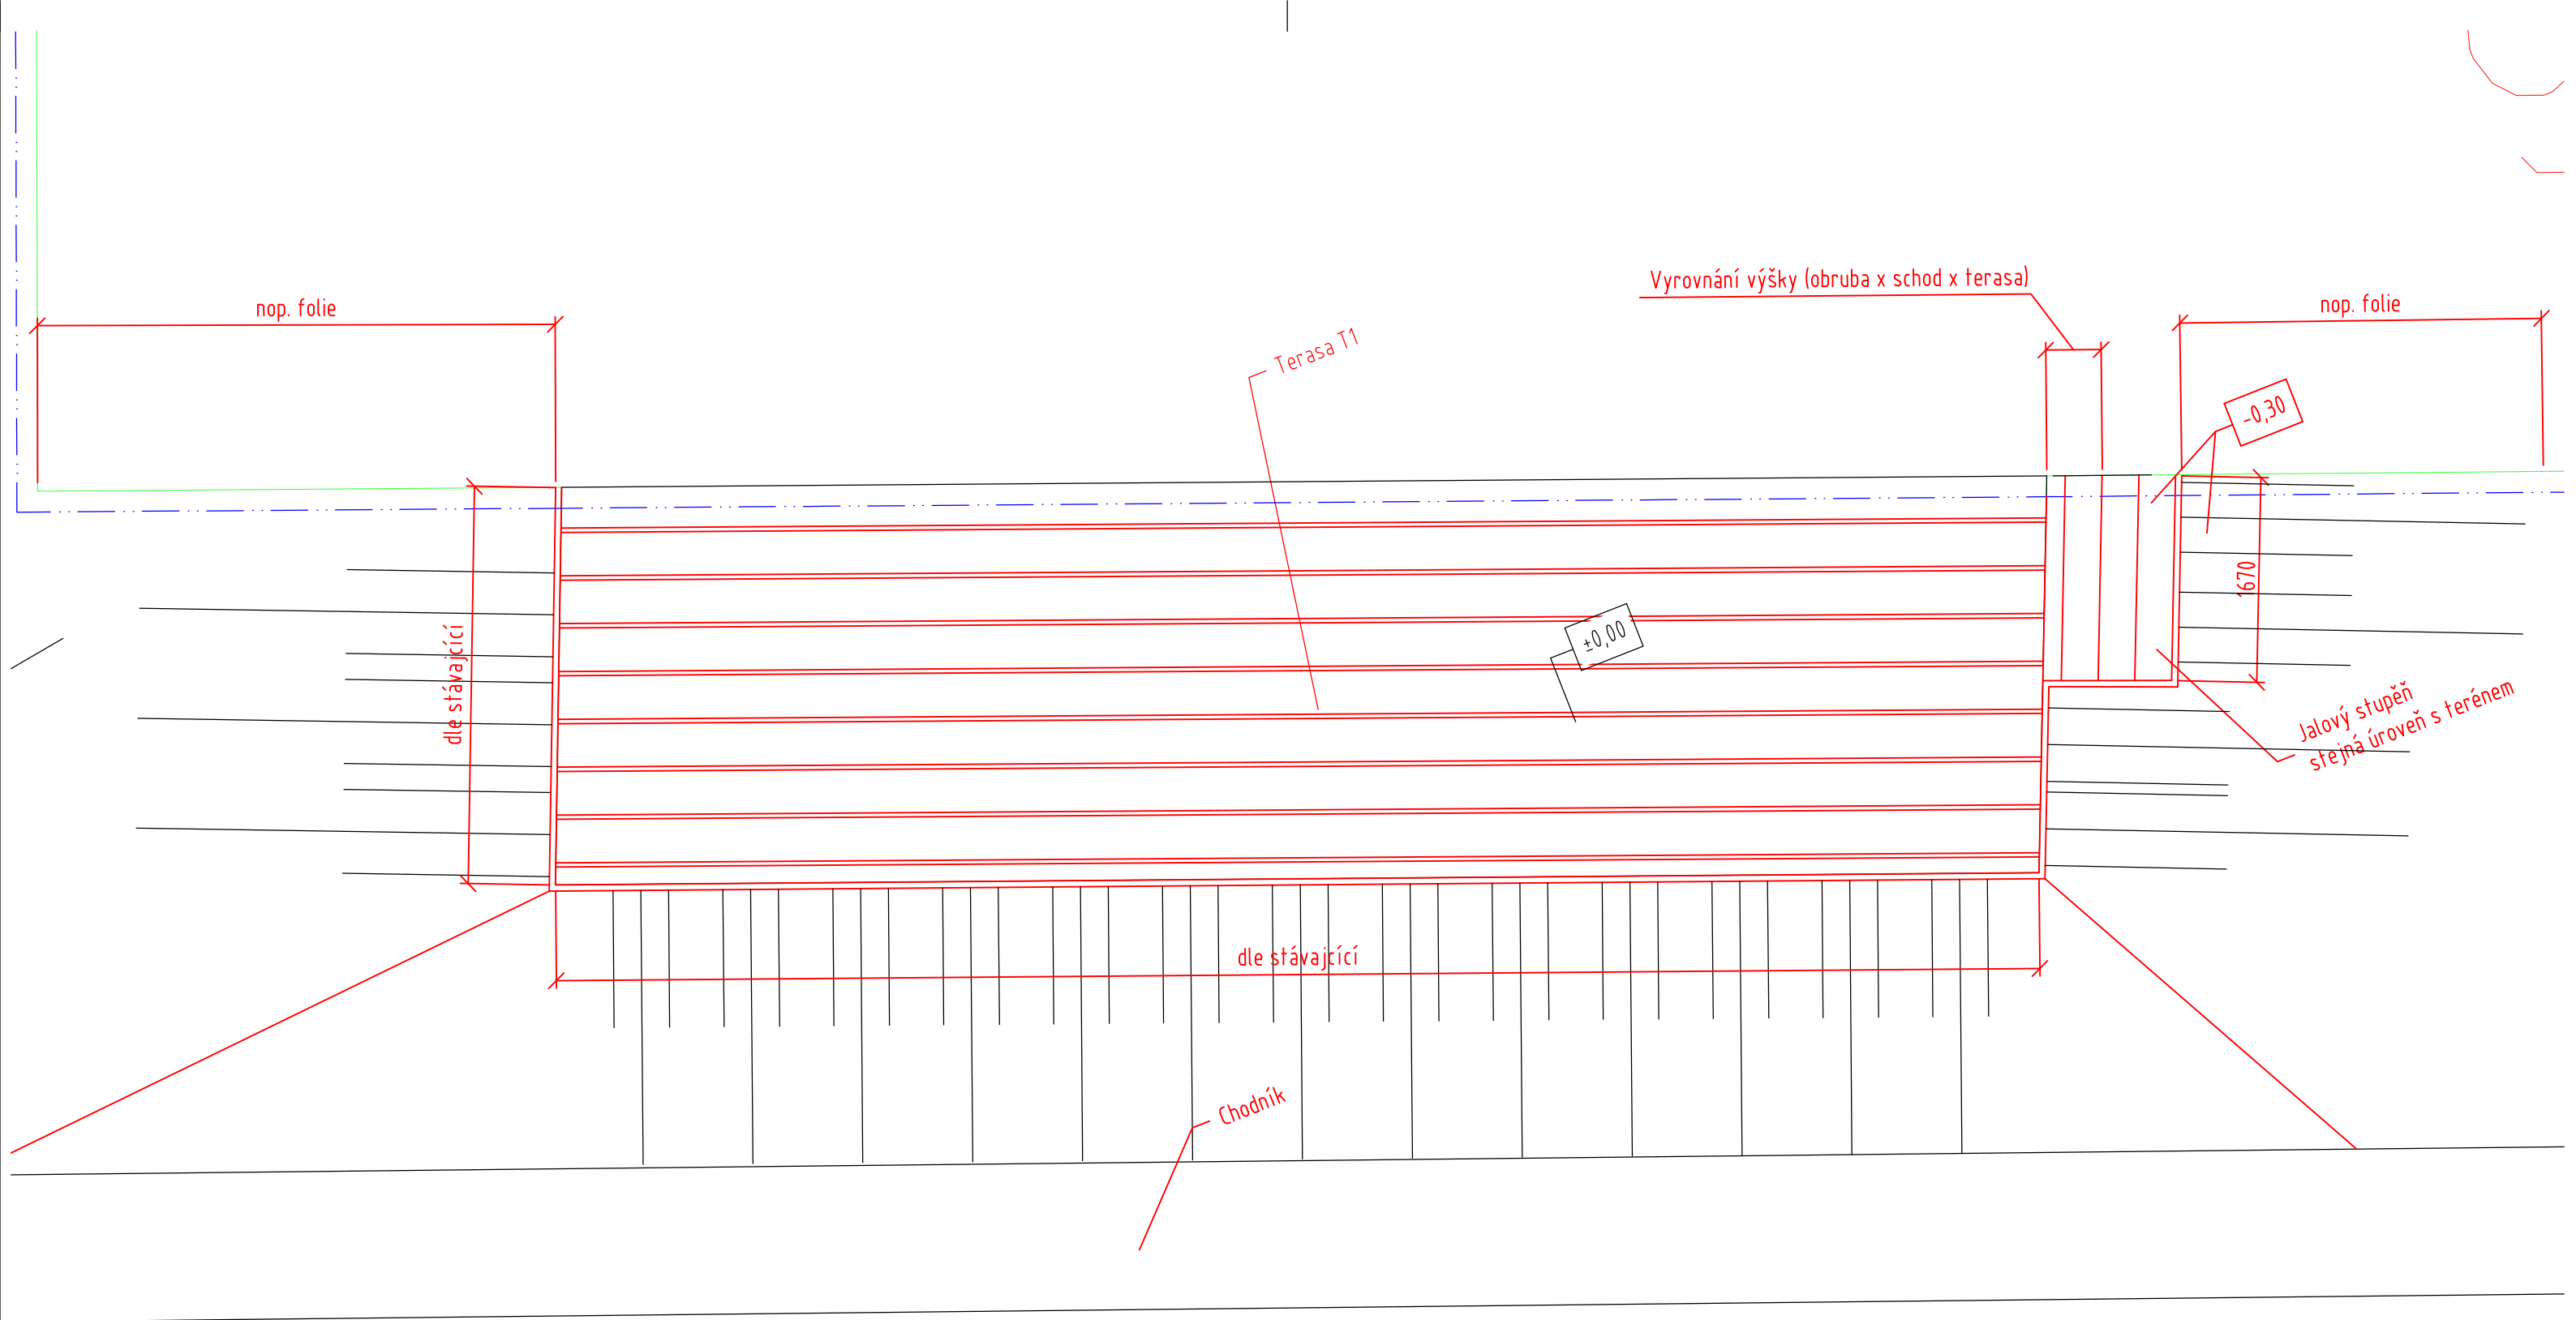 Vyrovnání výšky (obruba x schod x terasa)
nop. folie
nop. folie
Terasa T1
-0,30
±0,00
1670
dle stávajcící
Jalový stupěň
stejná úroveň s terénem
dle stávajcící
Chodník